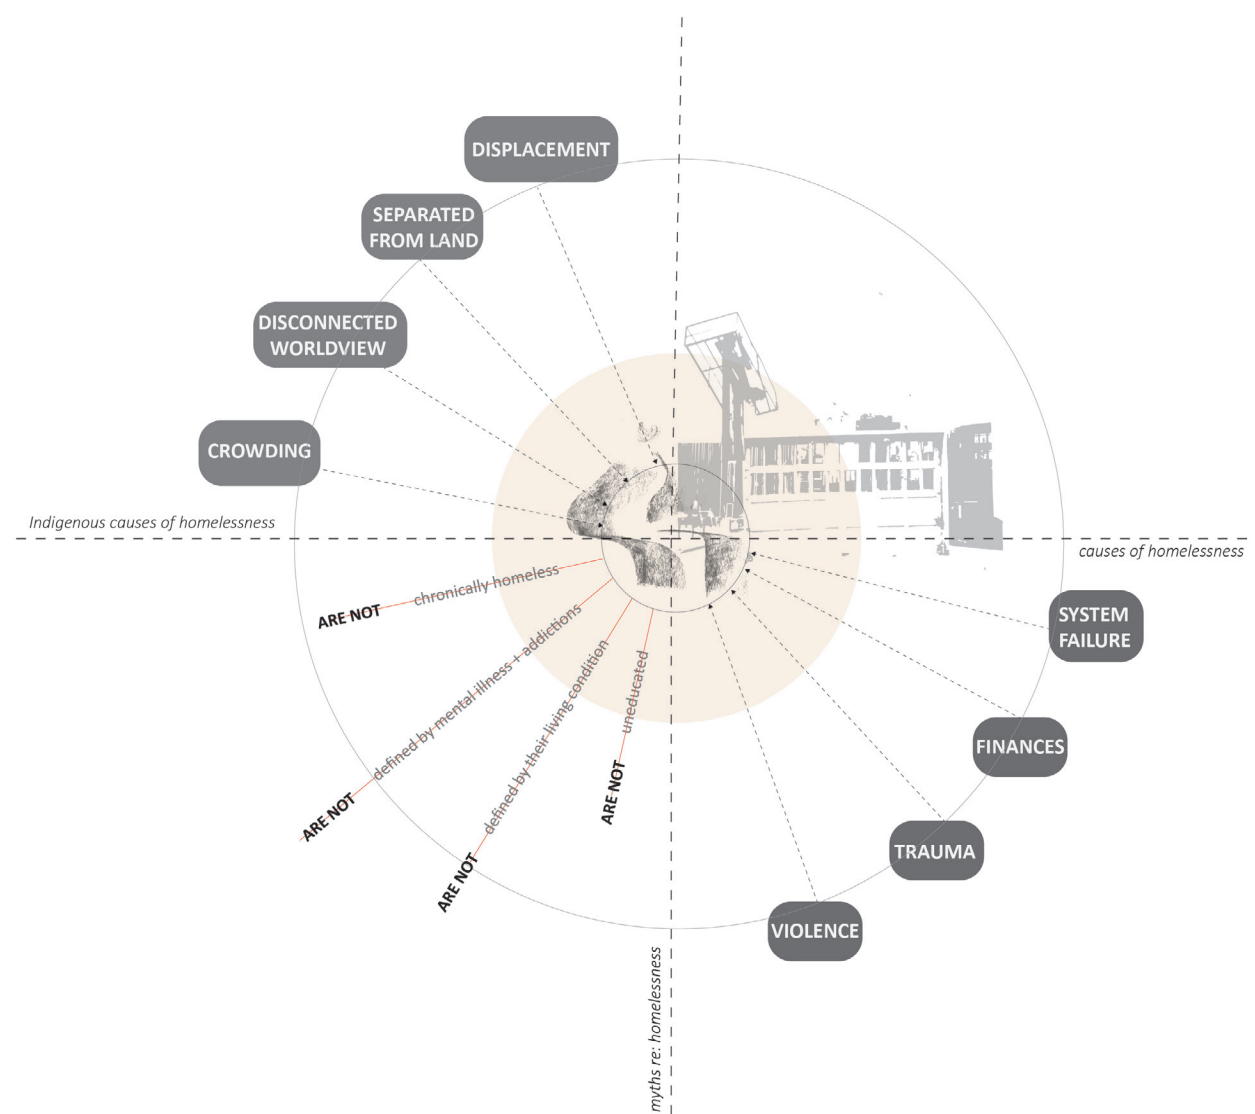 DISPLACEMENT
SEPARATED
FROM LAND
DISCONNECTED
WORLDVIEW
CROWDING
Indigenous causes of homelessness
causes of homelessness
ARE NOT chronically homeless
ARE NOT defined by mental illness + addictions
ARE NOT defined by their living condition
ARE NOT uneducated
SYSTEM
FAILURE
FINANCES
TRAUMA
VIOLENCE
myths re: homelessness